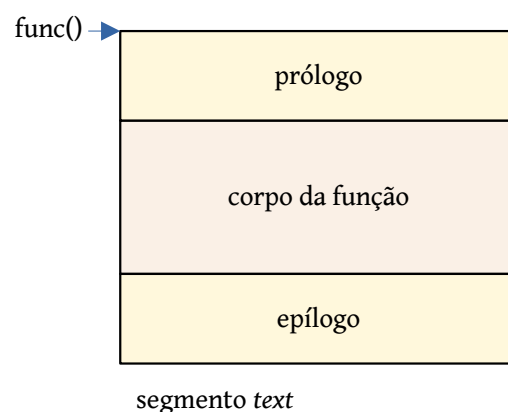 func()
prólogo
corpo da função
epílogo
segmento text